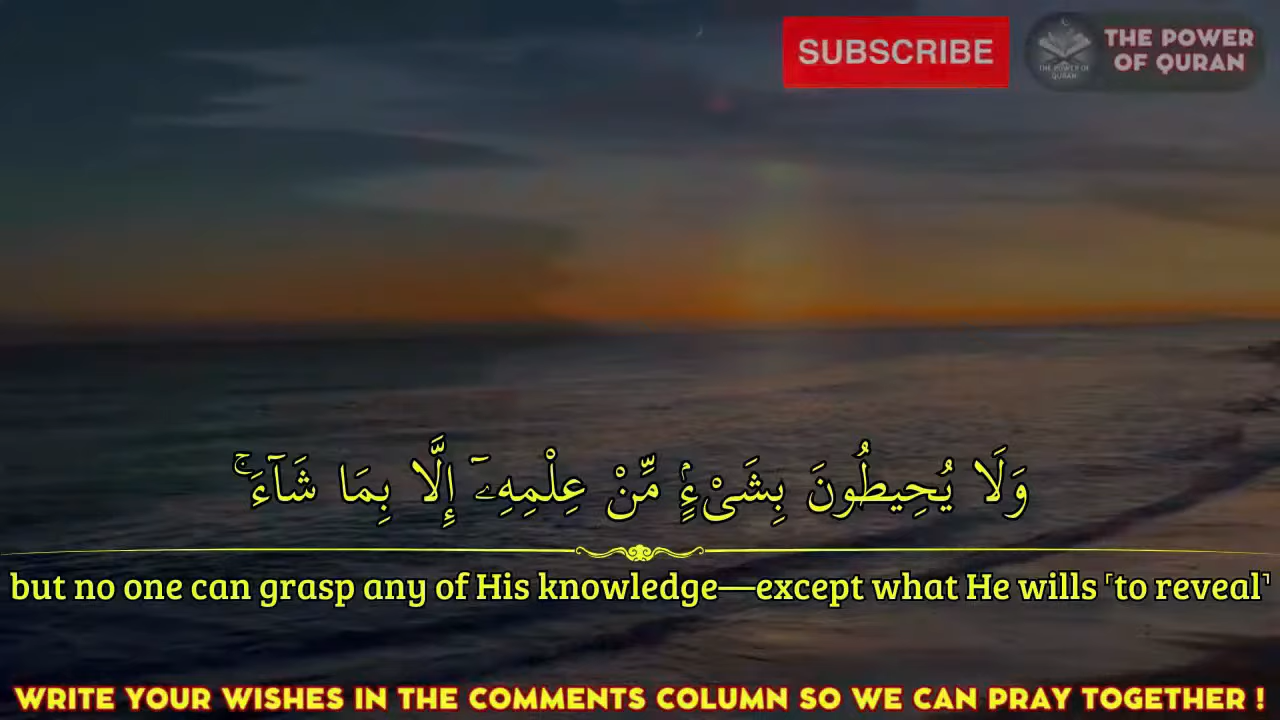 SUBSCRIBE
THE POWER OF QURAN
THE POWER
OF QURAN
وَلَا يُحِيطُونَ بِشَىْءٍۢ مِّنْ عِلْمِهِۦٓ إِلَّا بِمَا شَآءَ ۚ
but no one can grasp any of His knowledge—except what He wills ˹to reveal˺
WRITE YOUR WISHES IN THE COMMENTS COLUMN SO WE CAN PRAY TOGETHER !